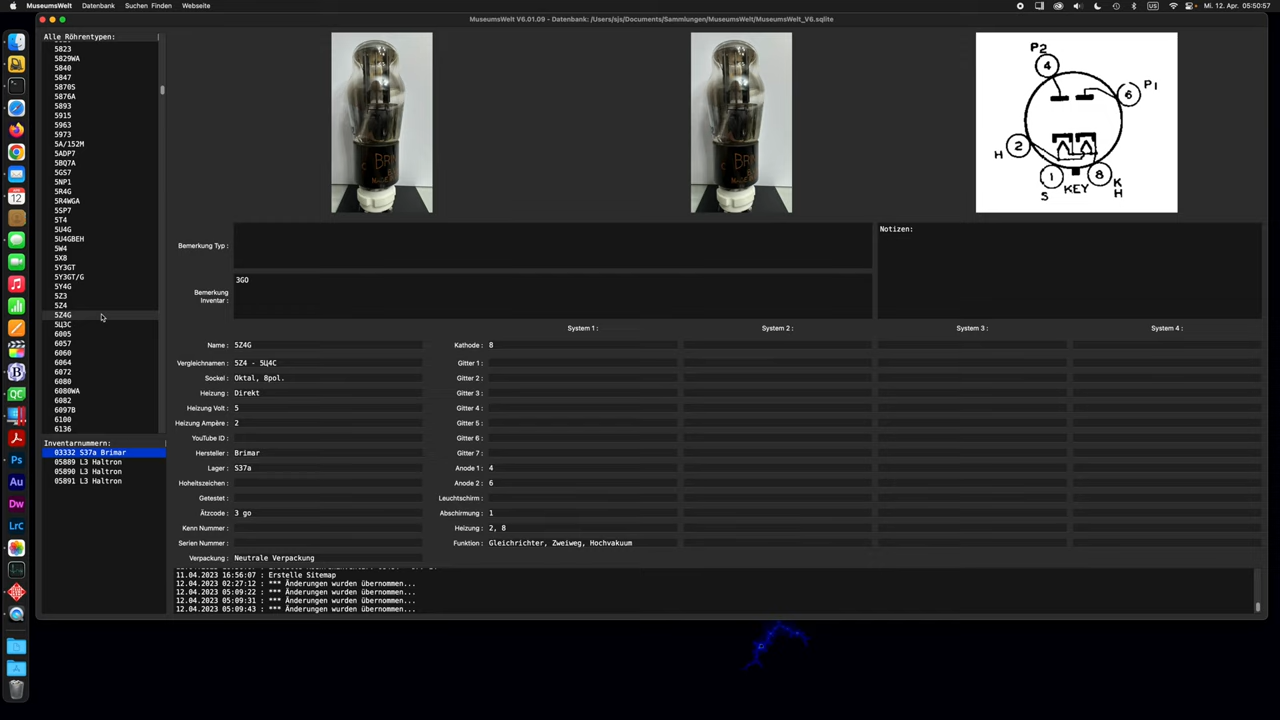 MuseumsWelt Datenbank Suchen Finden Webseite
US Mi. 12. Apr. 05:50:57
MuseumsWelt V6.01.09 - Datenbank: /Users/sjs/Documents/Sammlungen/MuseumsWelt/MuseumsWelt_V6.sqlite
Alle Röhrentypen:
5823
5829WA
5840
5847
5870S
5876A
5893
5915
5963
5973
5A/152M
5ADP7
5BQ7A
5GS7
5NP1
5R4G
5R4WGA
5SP7
5T4
5U4G
5U4GBEH
5W4
5X8
5Y3GT
5Y3GT/G
5Y4G
5Z3
5Z4
5Z4G
5Ц3С
6005
6057
6060
6064
6072
6080
6080WA
6082
6097B
6100
6136
Inventarnummern:
03332 S37a Brimar
05889 L3 Haltron
05890 L3 Haltron
05891 L3 Haltron
P2
4
6
P1
H
2
1
8
K
H
S
KEY
Bemerkung Typ :
Notizen:
Bemerkung Inventar :
3GO
System 1 :
System 2 :
System 3 :
System 4 :
Name : 5Z4G
Vergleichnamen : 5Z4 - 5Ц4С
Sockel : Oktal, 8pol.
Heizung : Direkt
Heizung Volt : 5
Heizung Ampère : 2
YouTube ID :
Hersteller : Brimar
Lager : S37a
Hoheitszeichen :
Getestet :
Ätzcode : 3 go
Kenn Nummer :
Serien Nummer :
Verpackung : Neutrale Verpackung
Kathode : 8
Gitter 1 :
Gitter 2 :
Gitter 3 :
Gitter 4 :
Gitter 5 :
Gitter 6 :
Gitter 7 :
Anode 1 : 4
Anode 2 : 6
Leuchtschirm :
Abschirmung : 1
Heizung : 2, 8
Funktion : Gleichrichter, Zweiweg, Hochvakuum
11.04.2023 16:56:07 : Erstelle Sitemap
12.04.2023 02:27:12 : *** Änderungen wurden übernommen...
12.04.2023 05:09:22 : *** Änderungen wurden übernommen...
12.04.2023 05:09:31 : *** Änderungen wurden übernommen...
12.04.2023 05:09:43 : *** Änderungen wurden übernommen...
12
QC
Ps
Au
Dw
LrC